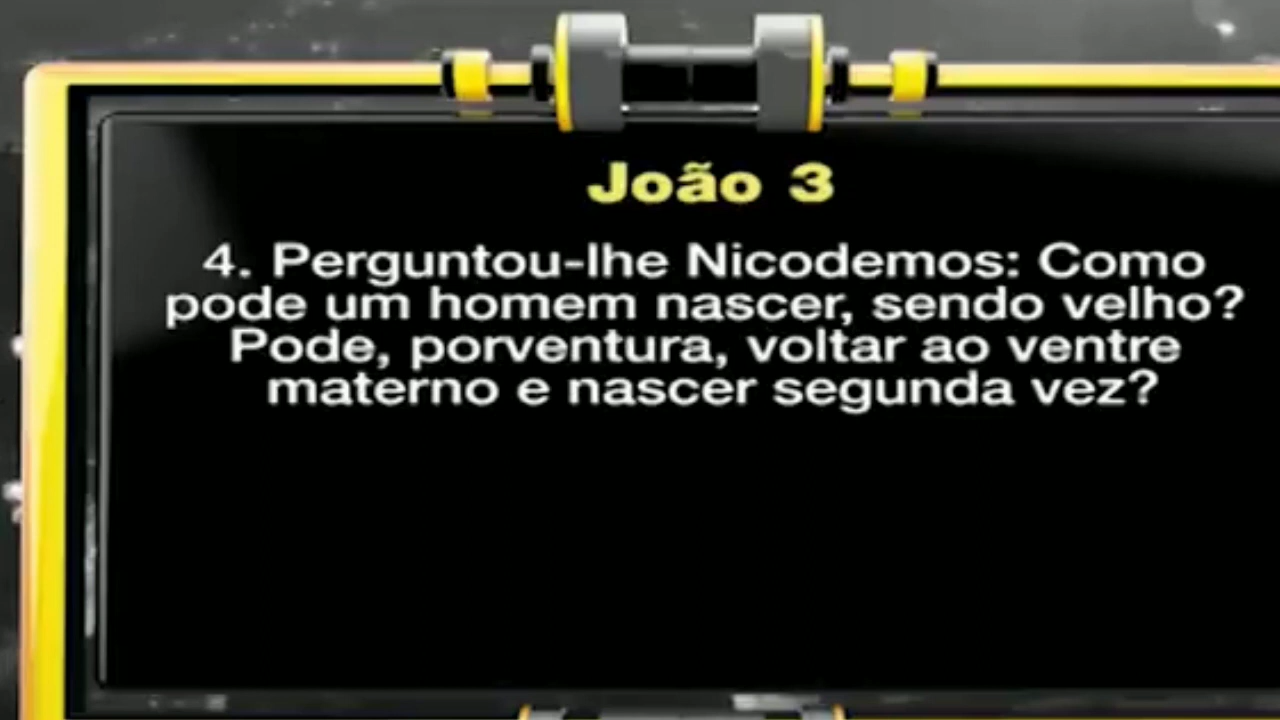 João 3
4. Perguntou-lhe Nicodemos: Como
pode um homem nascer, sendo velho?
Pode, porventura, voltar ao ventre
materno e nascer segunda vez?